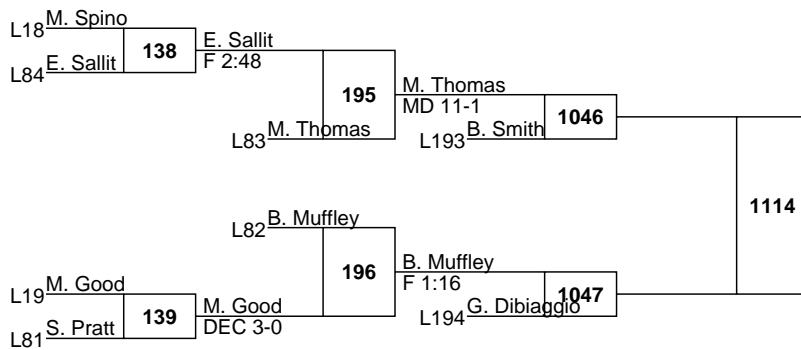 L18 M. Spino
138
E. Sallit
F 2:48
L84 E. Sallit
195
M. Thomas
MD 11-1
L83 M. Thomas
1046
L193 B. Smith
1114
L82 B. Muffley
196
B. Muffley
F 1:16
L19 M. Good
139
M. Good
DEC 3-0
L81 S. Pratt
1047
L194 G. Dibiaggio